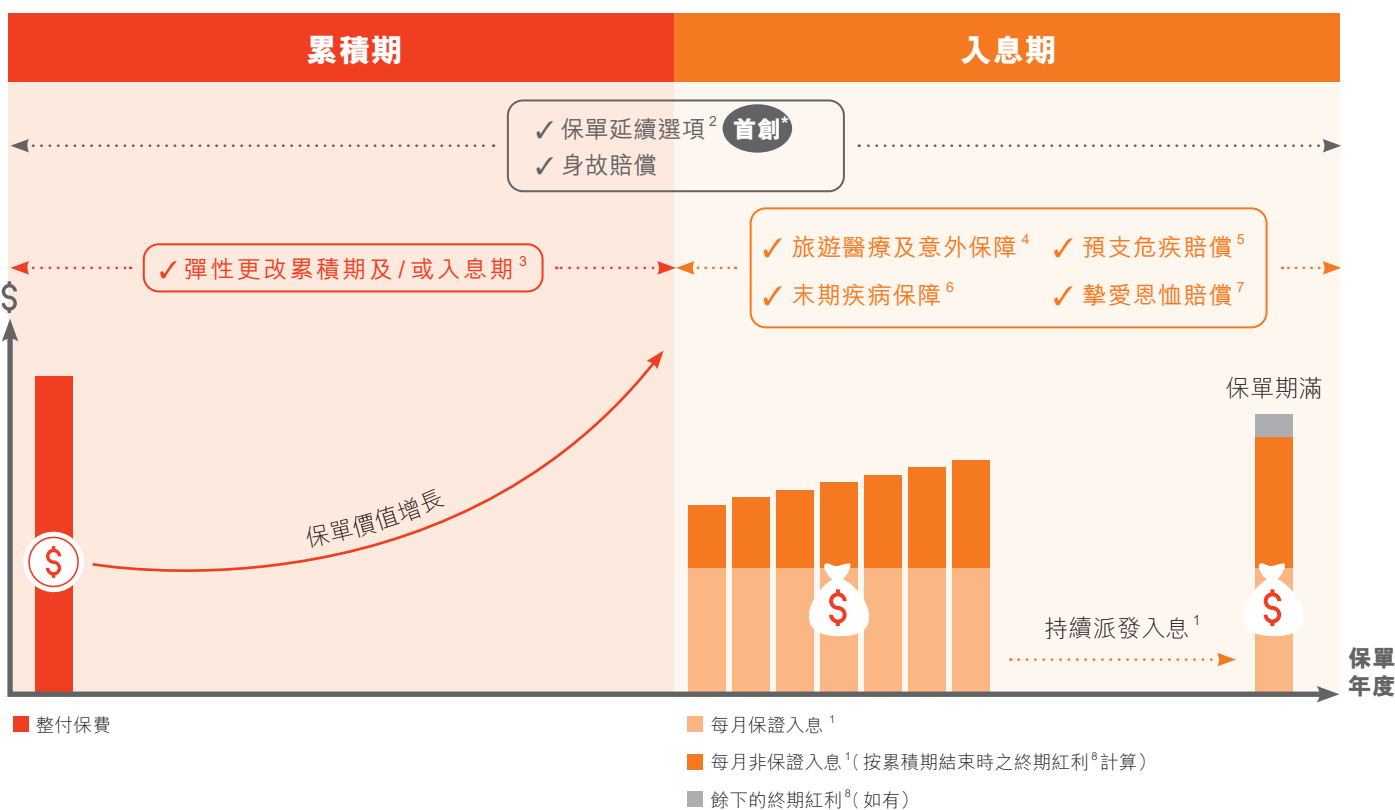 累積期
入息期
✓ 保單延續選項2 首創*
✓ 身故賠償
✓ 彈性更改累積期及/或入息期3
✓ 旅遊醫療及意外保障4 ✓ 預支危疾賠償5
✓ 末期疾病保障6 ✓ 摯愛恩恤賠償7
$
保單期滿
保單價值增長
$
$
$
持續派發入息1
保單
年度
整付保費
每月保證入息1
每月非保證入息1(按累積期結束時之終期紅利8計算)
餘下的終期紅利8(如有)